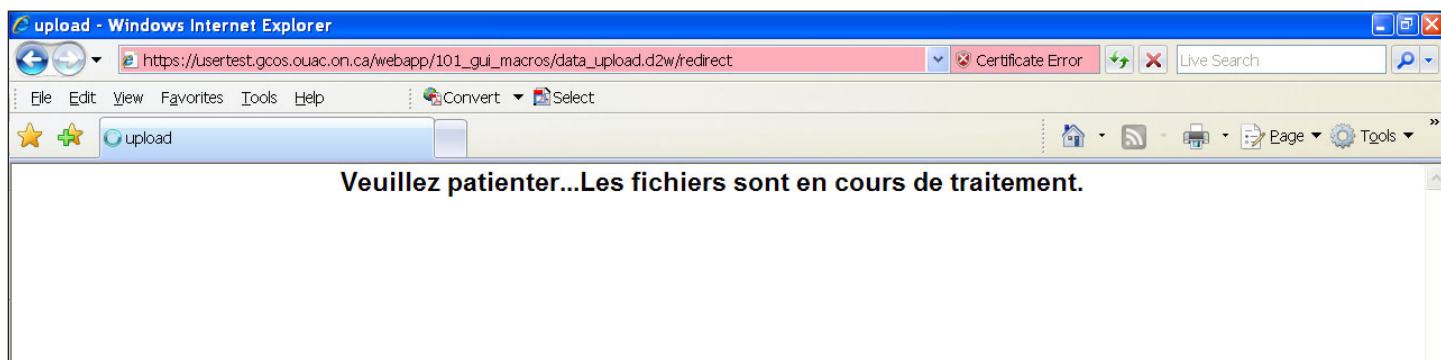 upload - Windows Internet Explorer
https://usertest.gcos.ouac.on.ca/webapp/101_gui_macros/data_upload.d2w/redirect Certificate Error Live Search
File Edit View Favorites Tools Help Convert Select
upload Page Tools »
Veuillez patienter...Les fichiers sont en cours de traitement.